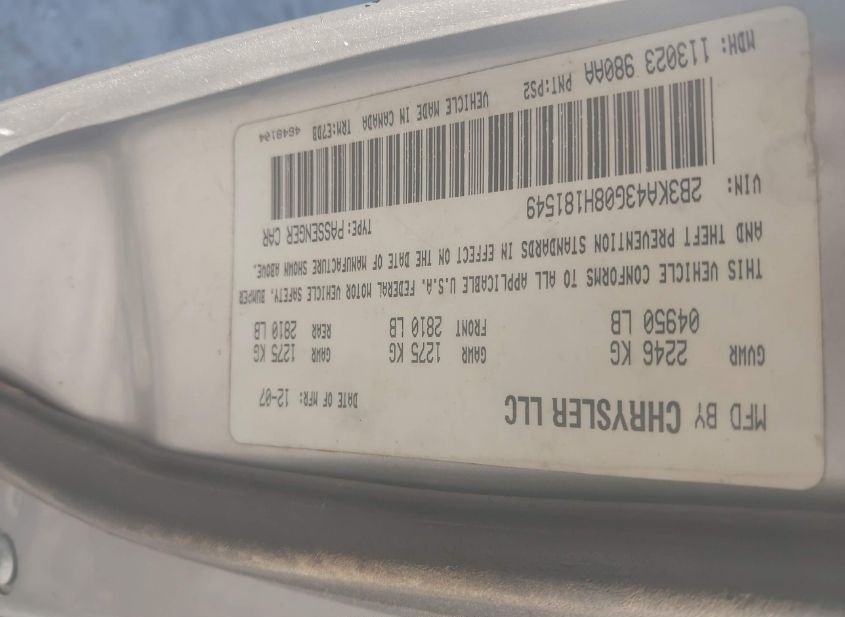 MFD BY CHRYSLER LLC DATE OF MFR: 12-07
GVWR 2246 KG GAWR 1275 KG GAWR 1275 KG
04950 LB FRONT 2810 LB REAR 2810 LB
THIS VEHICLE CONFORMS TO ALL APPLICABLE U.S.A. FEDERAL MOTOR VEHICLE SAFETY, BUMPER
AND THEFT PREVENTION STANDARDS IN EFFECT ON THE DATE OF MANUFACTURE SHOWN ABOVE.
VIN: 2B3KA43G08H181549 TYPE: PASSENGER CAR
MDH: 113023 980AA PNT:PS2 VEHICLE MADE IN CANADA TRM:E7DB 4648104